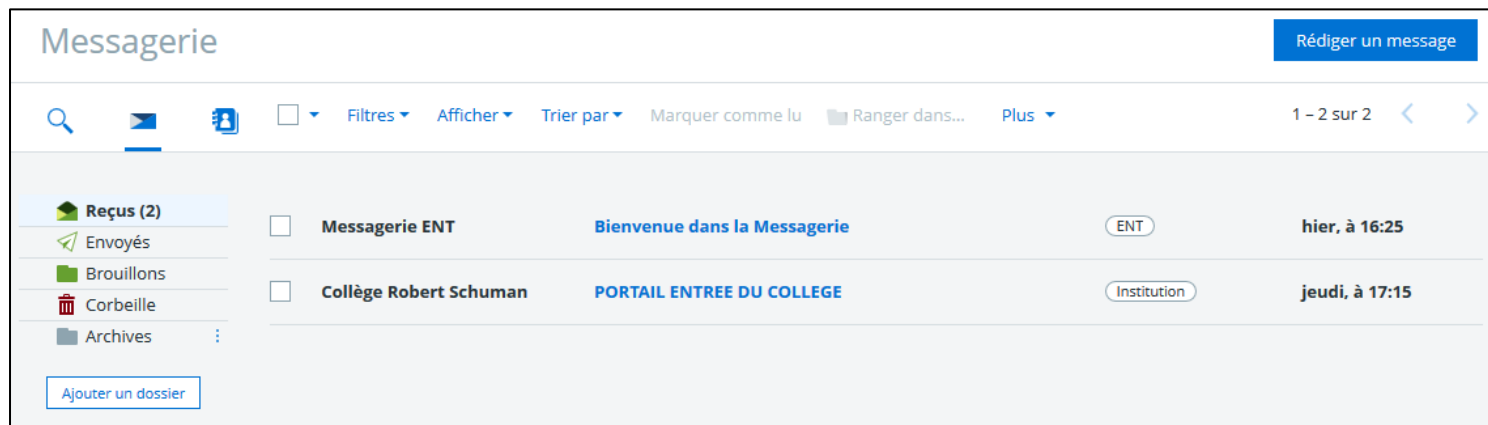 Messagerie
Rédiger un message
Filtres Afficher Trier par Marquer comme lu Ranger dans... Plus 1 – 2 sur 2
Reçus (2)
Envoyés
Brouillons
Corbeille
Archives
Ajouter un dossier
Messagerie ENT Bienvenue dans la Messagerie ENT hier, à 16:25
Collège Robert Schuman PORTAIL ENTREE DU COLLEGE Institution jeudi, à 17:15